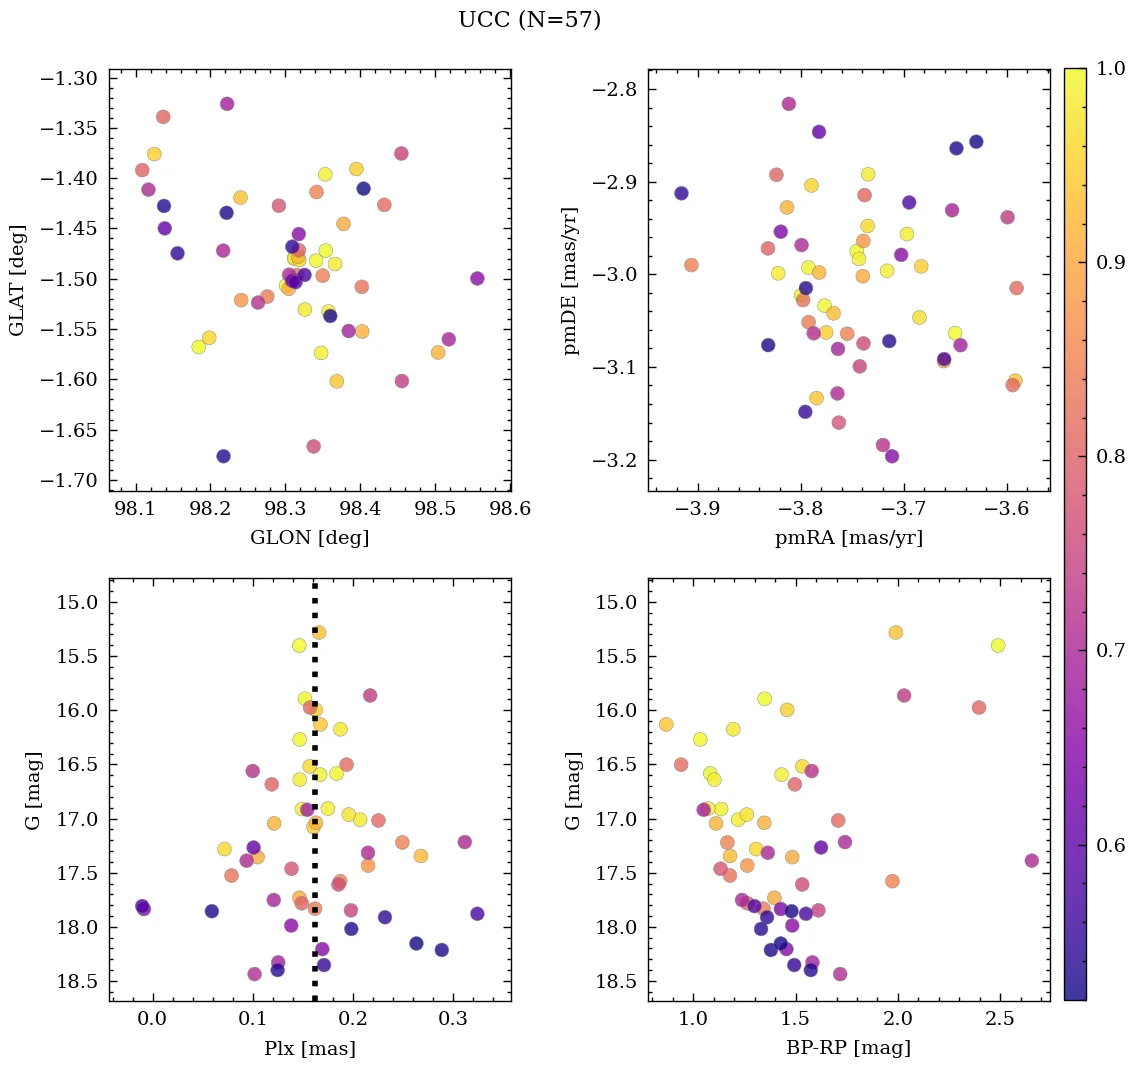 UCC (N=57)
−1.30
−1.35
−1.40
−1.45
−1.50
−1.55
−1.60
−1.65
−1.70
GLAT [deg]
98.1 98.2 98.3 98.4 98.5 98.6
GLON [deg]
−2.8
−2.9
−3.0
−3.1
−3.2
pmDE [mas/yr]
−3.9 −3.8 −3.7 −3.6
pmRA [mas/yr]
15.0
15.5
16.0
16.5
17.0
17.5
18.0
18.5
G [mag]
0.0 0.1 0.2 0.3
Plx [mas]
15.0
15.5
16.0
16.5
17.0
17.5
18.0
18.5
G [mag]
1.0 1.5 2.0 2.5
BP-RP [mag]
1.0
0.9
0.8
0.7
0.6